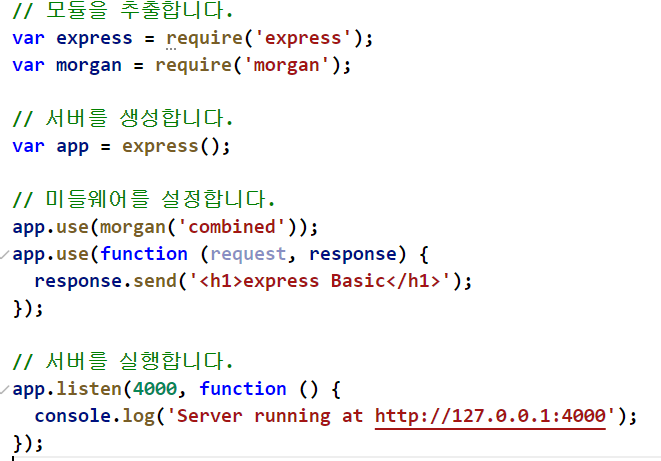 // 모듈을 추출합니다.
var express = require('express');
var morgan = require('morgan');
// 서버를 생성합니다.
var app = express();
// 미들웨어를 설정합니다.
app.use(morgan('combined'));
app.use(function (request, response) {
  response.send('<h1>express Basic</h1>');
});
// 서버를 실행합니다.
app.listen(4000, function () {
  console.log('Server running at http://127.0.0.1:4000');
});